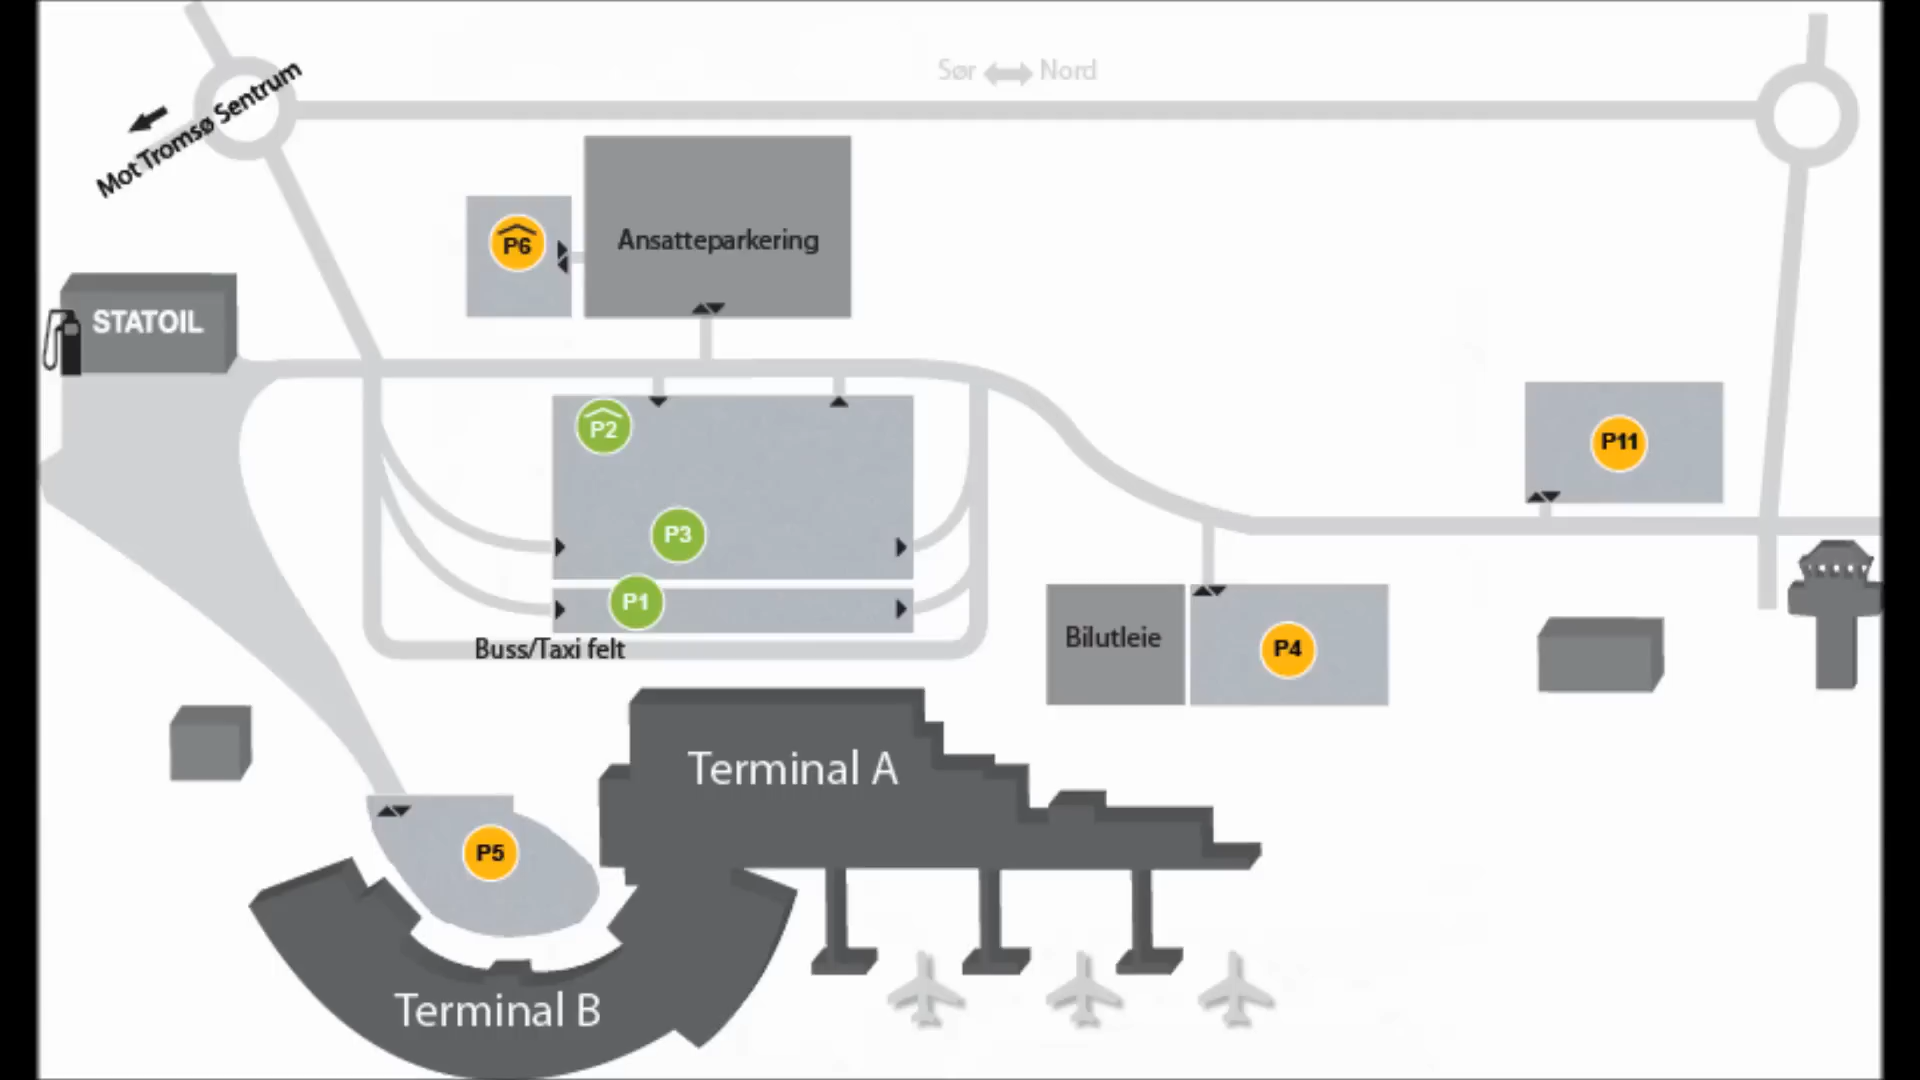 Sør Nord
Mot Tromsø Sentrum
P6
Ansatteparkering
STATOIL
P2
P11
P3
P1
Buss/Taxi felt
Bilutleie
P4
Terminal A
P5
Terminal B